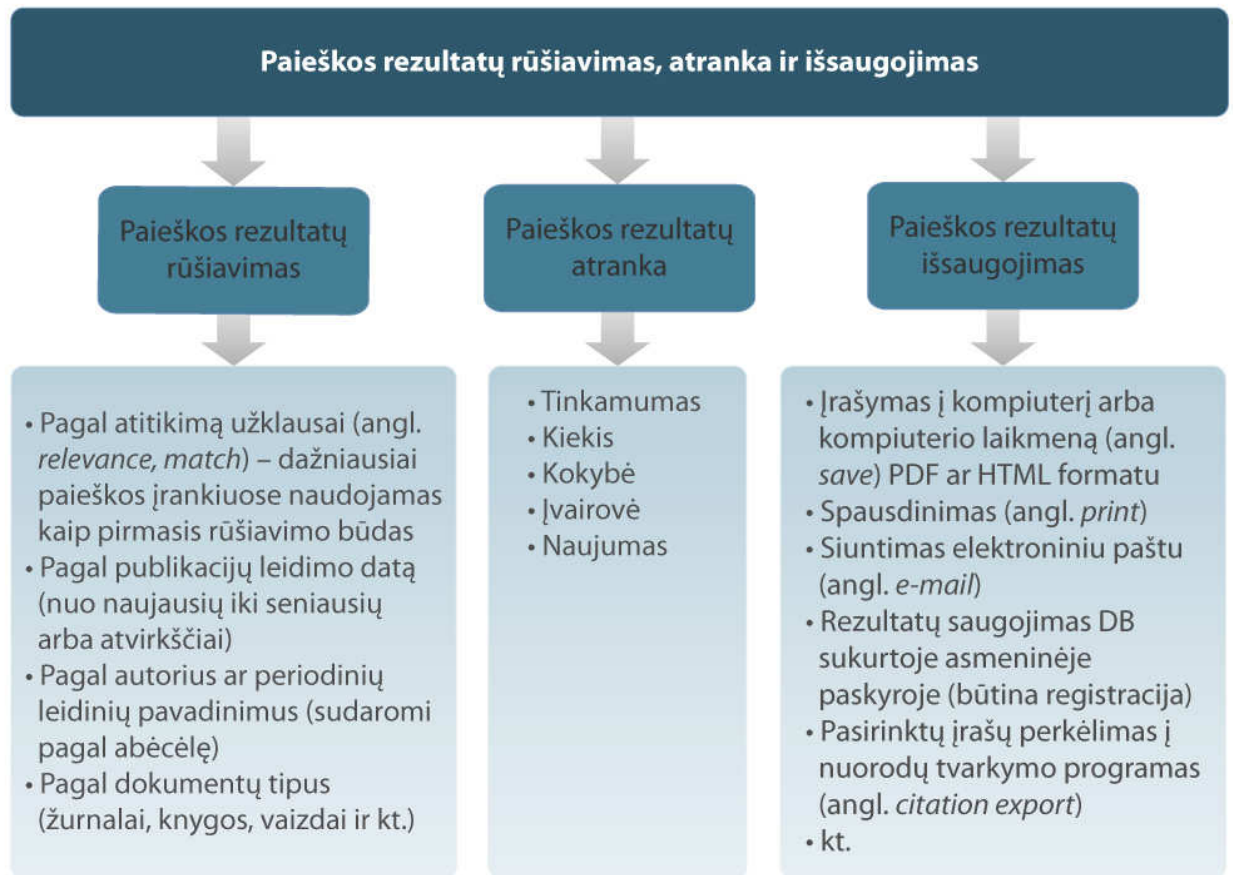 Paieškos rezultatų rūšiavimas, atranka ir išsaugojimas
Paieškos rezultatų
rūšiavimas
Paieškos rezultatų
atranka
Paieškos rezultatų
išsaugojimas
• Pagal atitikimą užklausai (angl.
relevance, match) – dažniausiai
paieškos įrankiuose naudojamas
kaip pirmasis rūšiavimo būdas
• Pagal publikacijų leidimo datą
(nuo naujausių iki seniausių
arba atvirkščiai)
• Pagal autorius ar periodinių
leidinių pavadinimus (sudaromi
pagal abėcėlę)
• Pagal dokumentų tipus
(žurnalai, knygos, vaizdai ir kt.)
• Tinkamumas
• Kiekis
• Kokybė
• Įvairovė
• Naujumas
• Įrašymas į kompiuterį arba
kompiuterio laikmeną (angl.
save) PDF ar HTML formatu
• Spausdinimas (angl. print)
• Siuntimas elektroniniu paštu
(angl. e-mail)
• Rezultatų saugojimas DB
sukurtoje asmeninėje
paskyroje (būtina registracija)
• Pasirinktų įrašų perkėlimas į
nuorodų tvarkymo programas
(angl. citation export)
• kt.